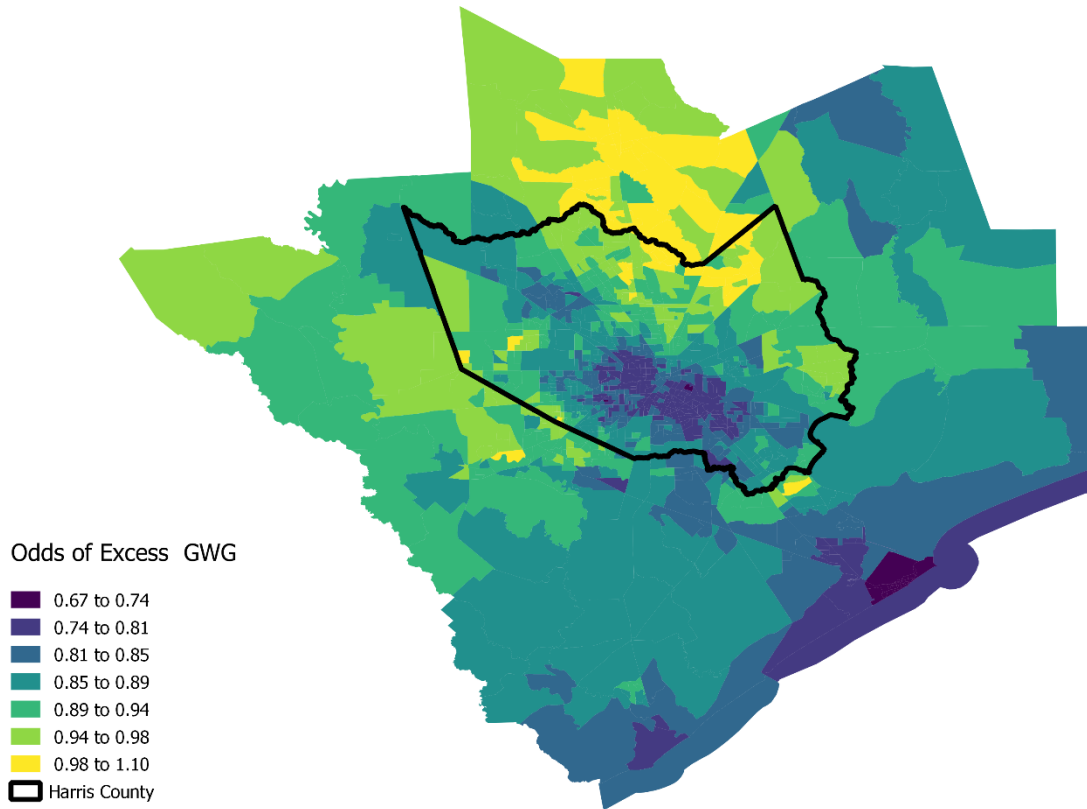 Odds of Excess GWG
0.67 to 0.74
0.74 to 0.81
0.81 to 0.85
0.85 to 0.89
0.89 to 0.94
0.94 to 0.98
0.98 to 1.10
Harris County